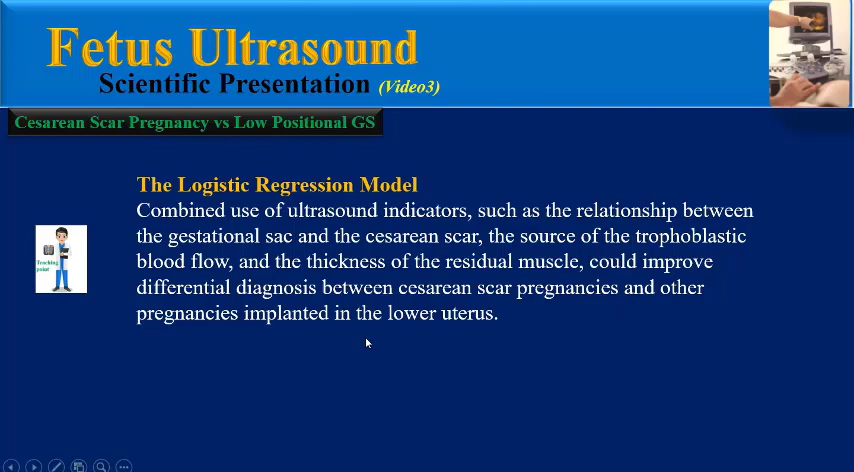 Fetus Ultrasound
Scientific Presentation (Video3)
Cesarean Scar Pregnancy vs Low Positional GS
The Logistic Regression Model
Combined use of ultrasound indicators, such as the relationship between
the gestational sac and the cesarean scar, the source of the trophoblastic
blood flow, and the thickness of the residual muscle, could improve
differential diagnosis between cesarean scar pregnancies and other
pregnancies implanted in the lower uterus.
Teaching
point